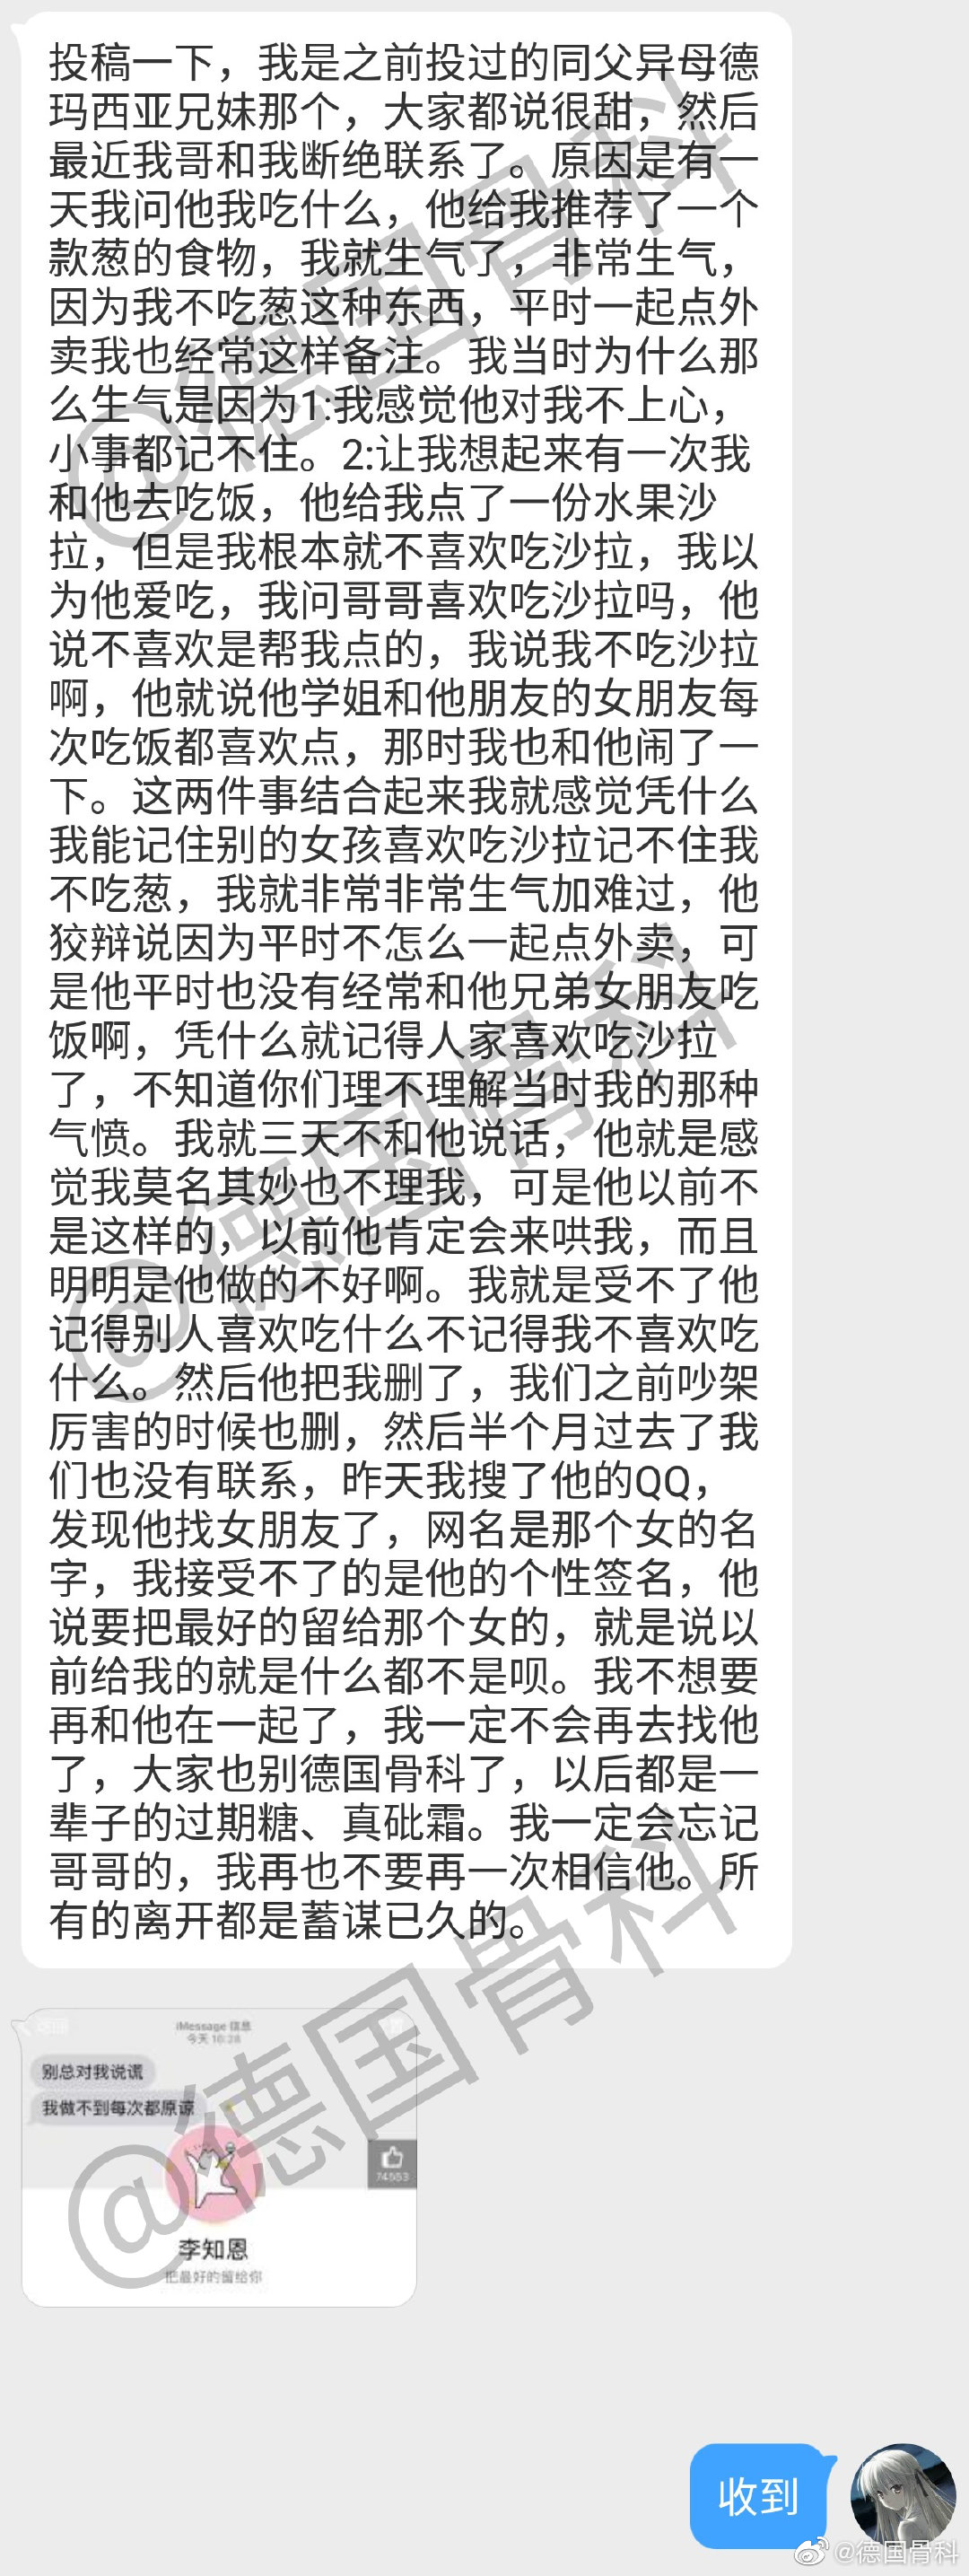 投稿一下，我是之前投过的同父异母德
玛西亚兄妹那个，大家都说很甜，然后
最近我哥和我断绝联系了。原因是有一
天我问他我吃什么，他给我推荐了一个
款葱的食物，我就生气了，非常生气，
因为我不吃葱这种东西，平时一起点外
卖我也经常这样备注。我当时为什么那
么生气是因为1:我感觉他对我不上心，
小事都记不住。2:让我想起来有一次我
和他去吃饭，他给我点了一份水果沙
拉，但是我根本就不喜欢吃沙拉，我以
为他爱吃，我问哥哥喜欢吃沙拉吗，他
说不喜欢是帮我点的，我说我不吃沙拉
啊，他就说他学姐和他朋友的女朋友每
次吃饭都喜欢点，那时我也和他闹了一
下。这两件事结合起来我就感觉凭什么
我能记住别的女孩喜欢吃沙拉记不住我
不吃葱，我就非常非常生气加难过，他
狡辩说因为平时不怎么一起点外卖，可
是他平时也没有经常和他兄弟女朋友吃
饭啊，凭什么就记得人家喜欢吃沙拉
了，不知道你们理不理解当时我的那种
气愤。我就三天不和他说话，他就是感
觉我莫名其妙也不理我，可是他以前不
是这样的，以前他肯定会来哄我，而且
明明是他做的不好啊。我就是受不了他
记得别人喜欢吃什么不记得我不喜欢吃
什么。然后他把我删了，我们之前吵架
厉害的时候也删，然后半个月过去了我
们也没有联系，昨天我搜了他的QQ，
发现他找女朋友了，网名是那个女的名
字，我接受不了的是他的个性签名，他
说要把最好的留给那个女的，就是说以
前给我的就是什么都不是呗。我不想要
再和他在一起了，我一定不会再去找他
了，大家也别德国骨科了，以后都是一
辈子的过期糖、真砒霜。我一定会忘记
哥哥的，我再也不要再一次相信他。所
有的离开都是蓄谋已久的。
@德国骨科
@德国骨科
@德国骨科
iMessage 信息
今天 16:28
别总对我说谎
我做不到每次都原谅
74553
李知恩
把最好的留给你
收到
@德国骨科